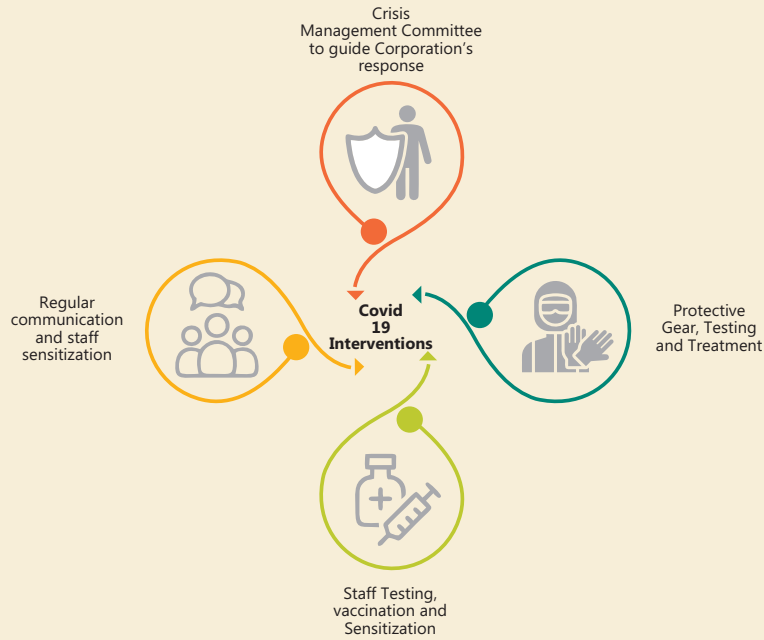 Crisis
Management Committee
to guide Corporation's
response
Regular
communication
and staff
sensitization
Covid
19
Interventions
Protective
Gear, Testing
and Treatment
Staff Testing,
vaccination and
Sensitization